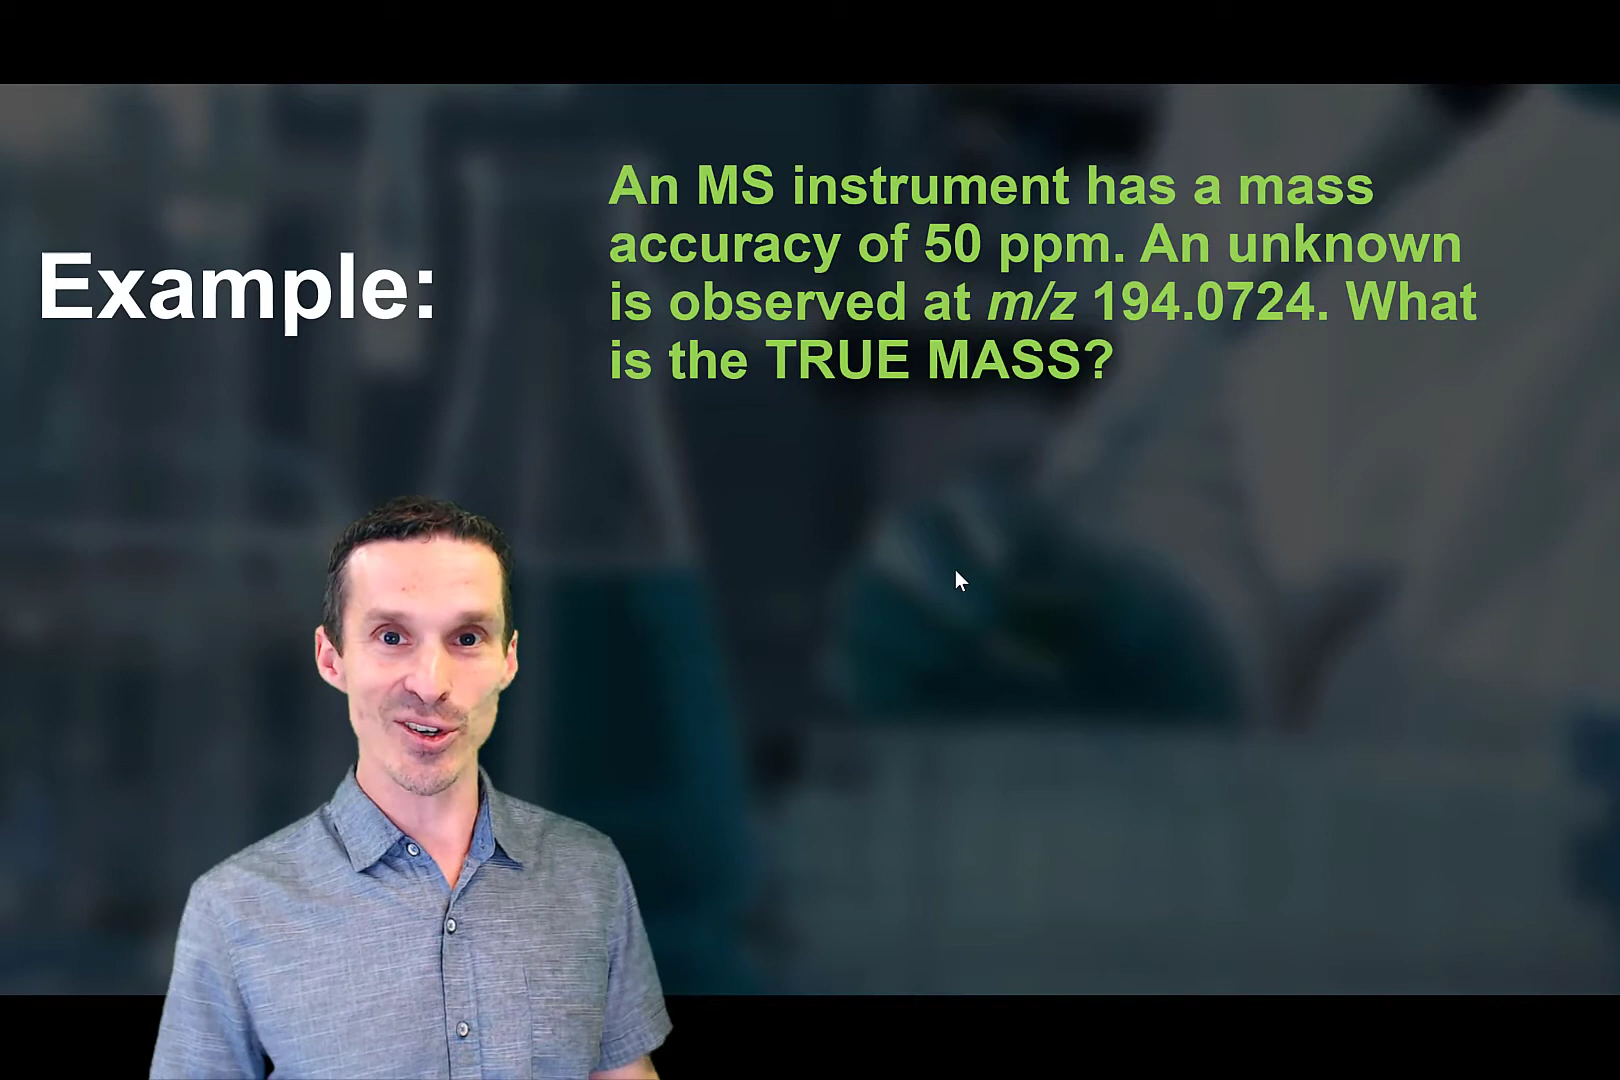 Example:
An MS instrument has a mass
accuracy of 50 ppm. An unknown
is observed at m/z 194.0724. What
is the TRUE MASS?